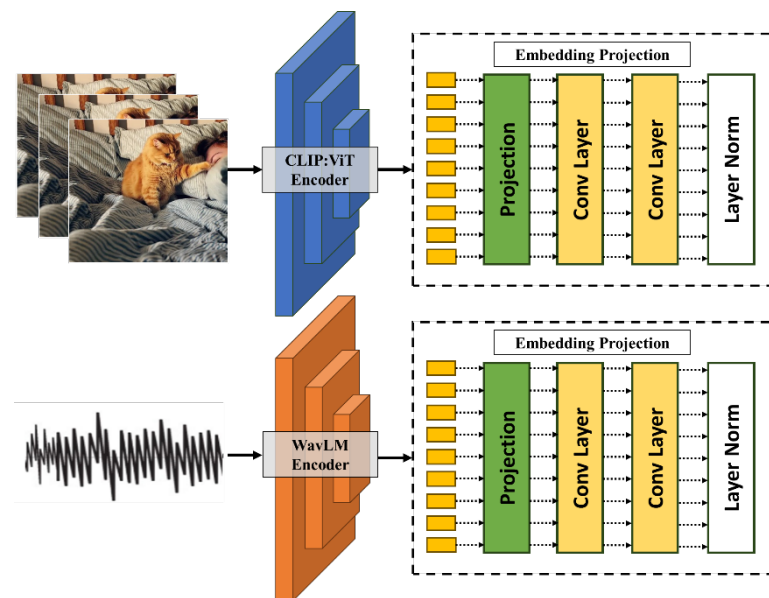 Embedding Projection
CLIP:ViT
Encoder
Projection
Conv Layer
Conv Layer
Layer Norm
Embedding Projection
WavLM
Encoder
Projection
Conv Layer
Conv Layer
Layer Norm